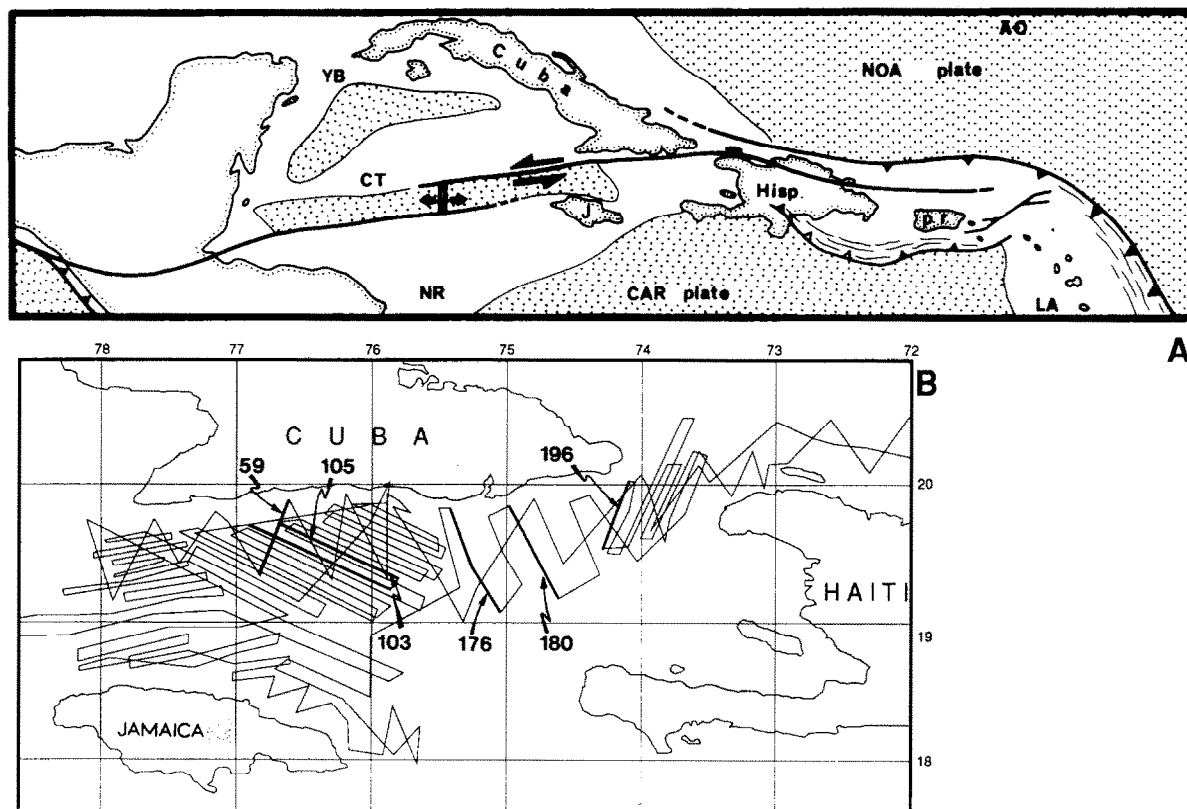 AO
NOA plate
YB
Cuba
CT
Hisp
J
p.r.
NR
CAR plate
LA
A
78 77 76 75 74 73 72
B
CUBA
59 105
196
20
HAITI
103 176 180
19
JAMAICA
18